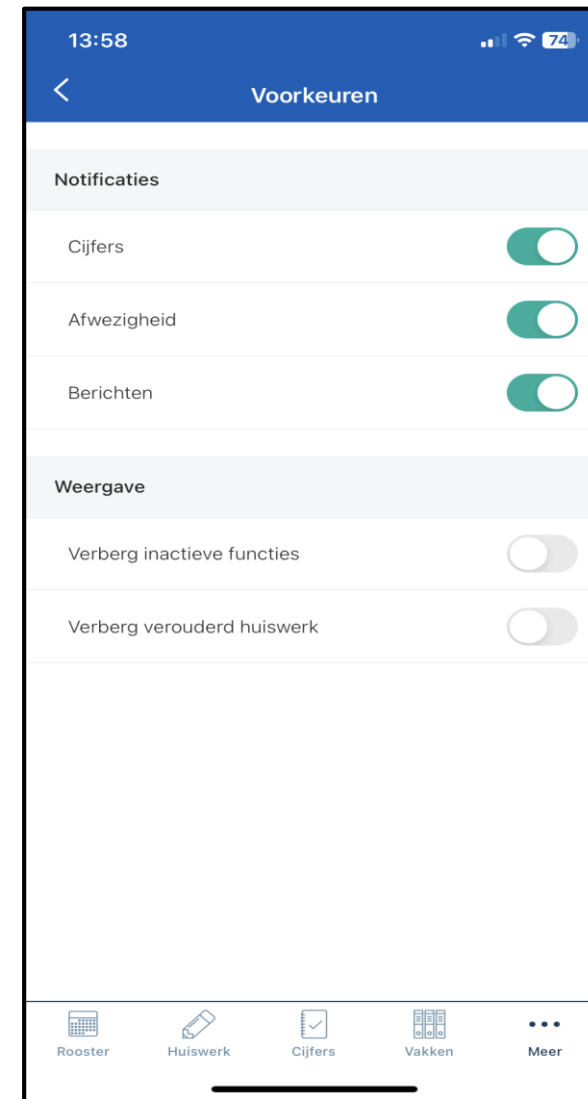 13:58
74
Voorkeuren
Notificaties
Cijfers
Afwezigheid
Berichten
Weergave
Verberg inactieve functies
Verberg verouderd huiswerk
Rooster Huiswerk Cijfers Vakken Meer